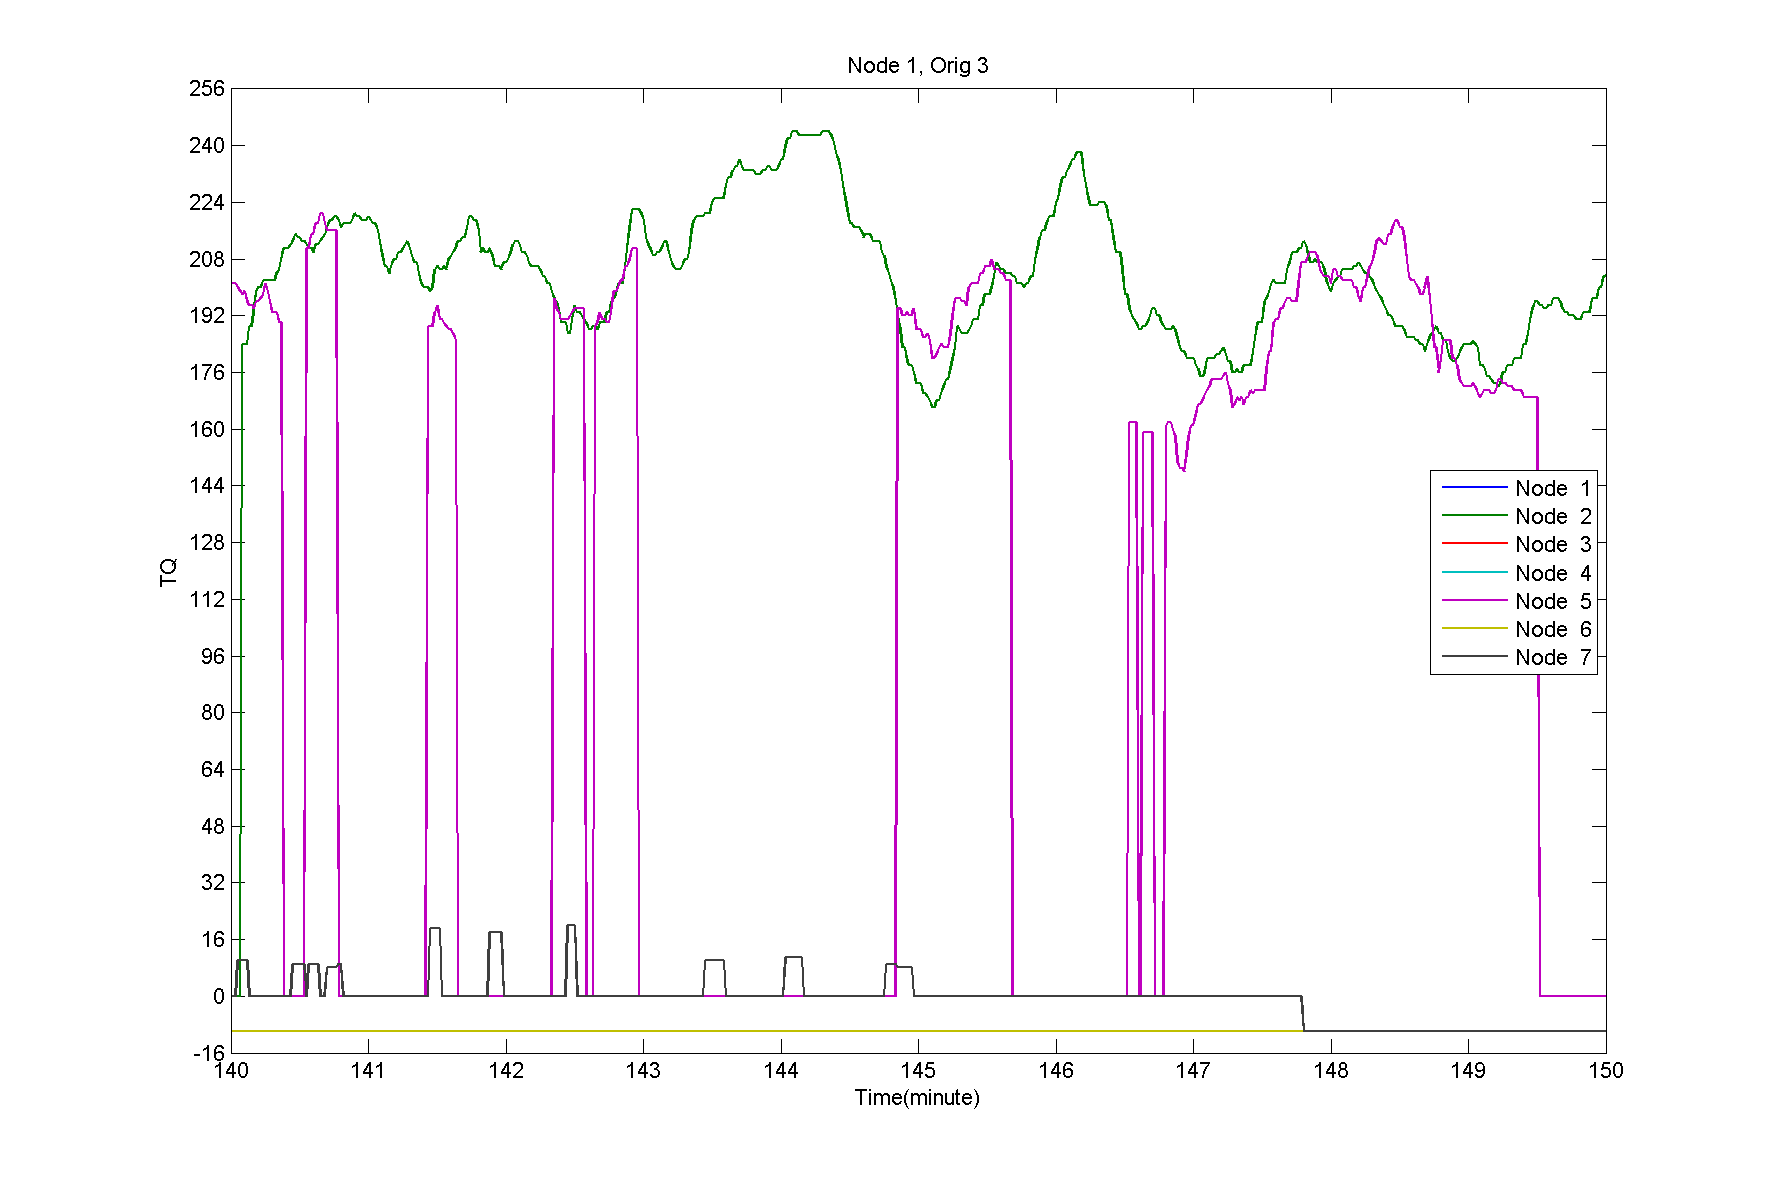 Node 1, Orig 3
256
240
224
208
192
176
160
144
128
112
96
80
64
48
32
16
0
-16
TQ
140 141 142 143 144 145 146 147 148 149 150
Time(minute)
Node 1
Node 2
Node 3
Node 4
Node 5
Node 6
Node 7